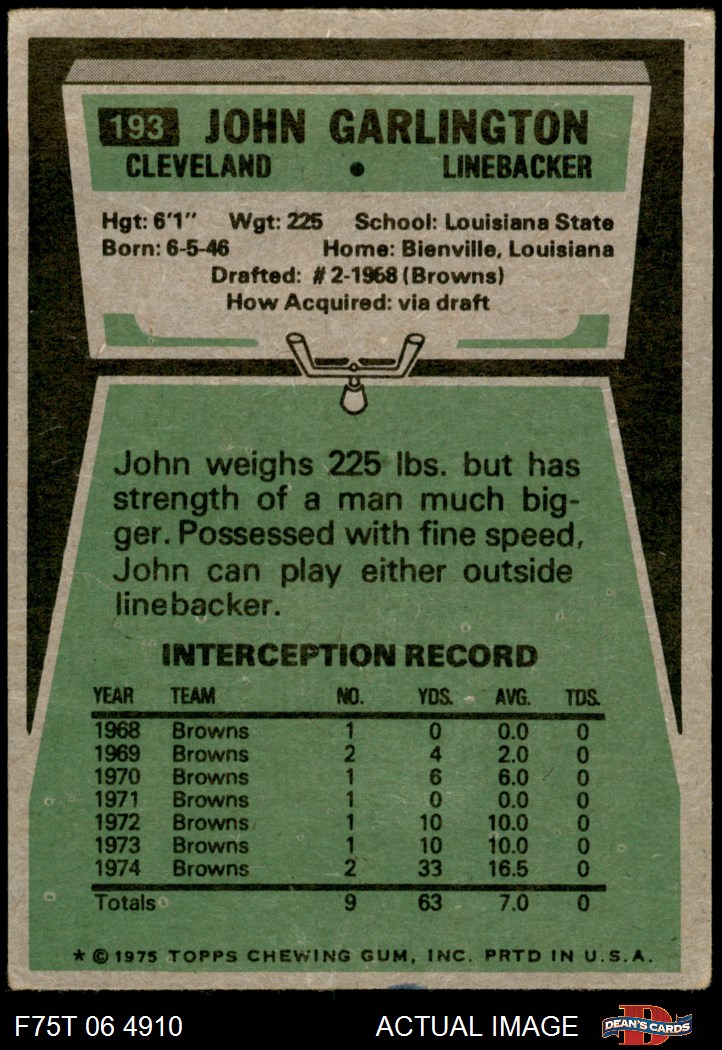 193 JOHN GARLINGTON
CLEVELAND • LINEBACKER
Hgt: 6'1" Wgt: 225 School: Louisiana State
Born: 6-5-46 Home: Bienville, Louisiana
Drafted: #2-1968 (Browns)
How Acquired: via draft
John weighs 225 lbs. but has
strength of a man much big-
ger. Possessed with fine speed,
John can play either outside
linebacker.
INTERCEPTION RECORD
YEAR TEAM NO. YDS. AVG. TDS.
1968 Browns 1 0 0.0 0
1969 Browns 2 4 2.0 0
1970 Browns 1 6 6.0 0
1971 Browns 1 0 0.0 0
1972 Browns 1 10 10.0 0
1973 Browns 1 10 10.0 0
1974 Browns 2 33 16.5 0
Totals 9 63 7.0 0
* © 1975 TOPPS CHEWING GUM, INC. PRTD IN U.S.A.
F75T 06 4910 ACTUAL IMAGE D DEAN'S CARDS